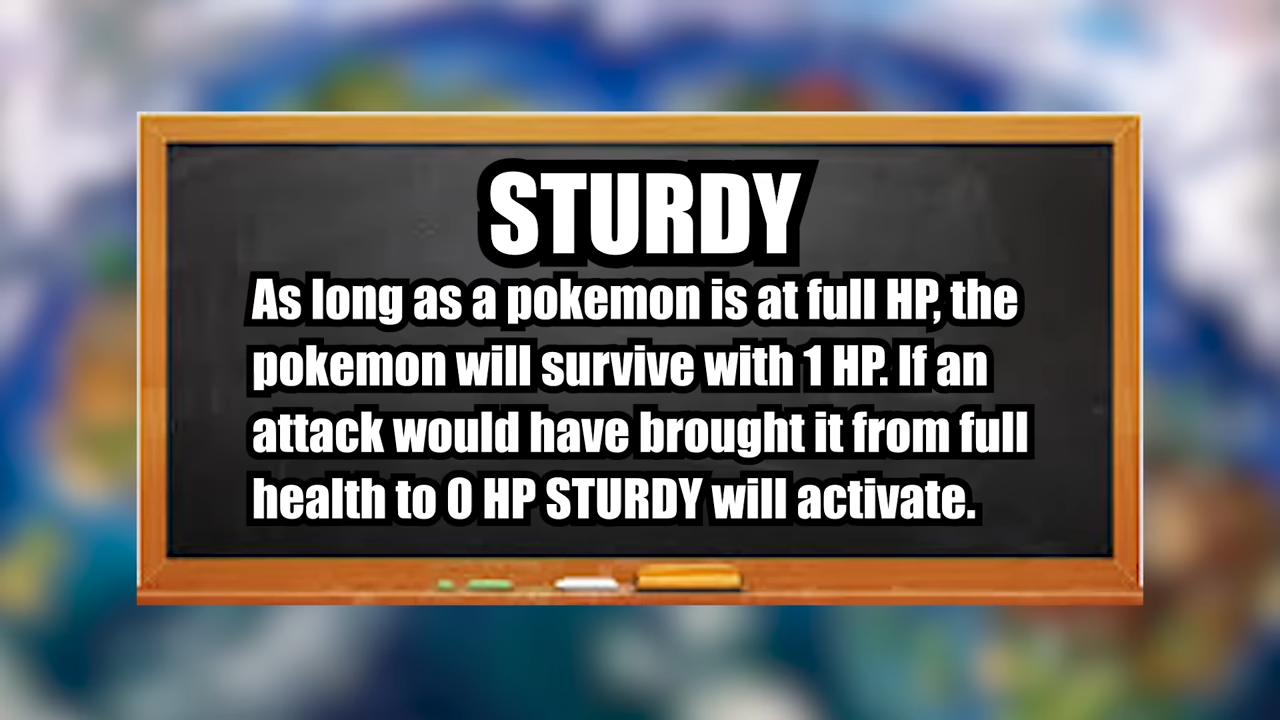 STURDY
As long as a pokemon is at full HP, the
pokemon will survive with 1 HP. If an
attack would have brought it from full
health to 0 HP STURDY will activate.